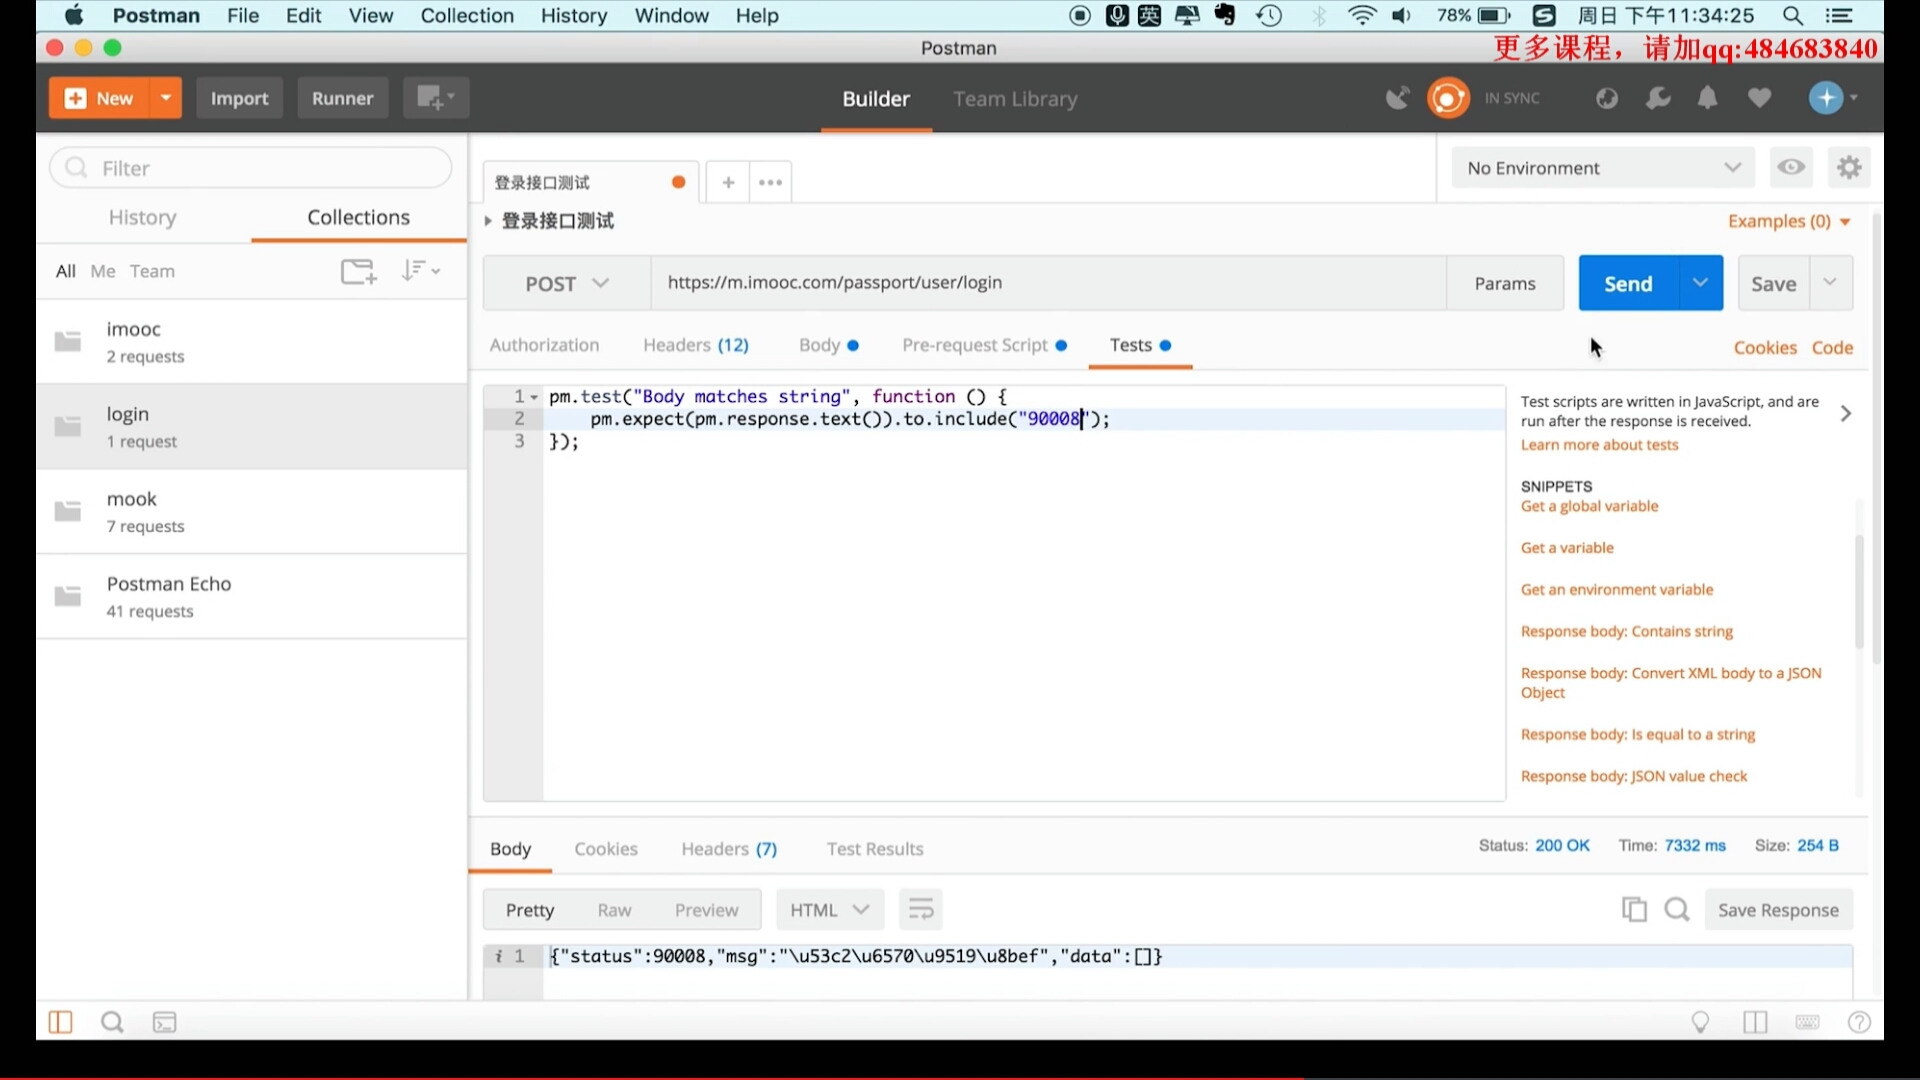 Postman File Edit View Collection History Window Help 英 78% 周日 下午11:34:25
Postman
更多课程，请加qq:484683840
New Import Runner Builder Team Library IN SYNC
Filter
History Collections
All Me Team
imooc
2 requests
login
1 request
mook
7 requests
Postman Echo
41 requests
登录接口测试
No Environment
登录接口测试
Examples (0)
POST https://m.imooc.com/passport/user/login Params Send Save
Authorization Headers (12) Body Pre-request Script Tests
Cookies Code
1 pm.test("Body matches string", function () {
2 pm.expect(pm.response.text()).to.include("90008");
3 });
Test scripts are written in JavaScript, and are
run after the response is received.
Learn more about tests
SNIPPETS
Get a global variable
Get a variable
Get an environment variable
Response body: Contains string
Response body: Convert XML body to a JSON
Object
Response body: Is equal to a string
Response body: JSON value check
Body Cookies Headers (7) Test Results
Status: 200 OK Time: 7332 ms Size: 254 B
Pretty Raw Preview HTML Save Response
i 1 {"status":90008,"msg":"\u53c2\u6570\u9519\u8bef","data":[]}